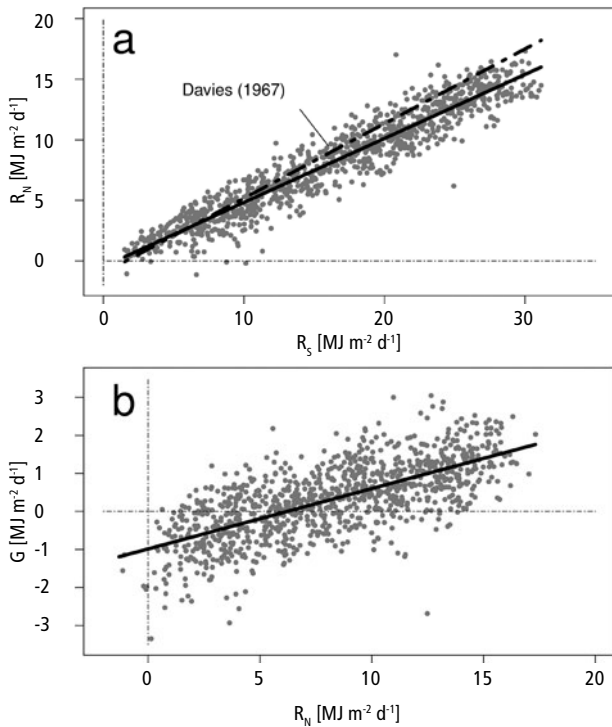 a
Davies (1967)
15
10
5
0
R_N [MJ m⁻² d⁻¹]
0 10 20 30
R_S [MJ m⁻² d⁻¹]
b
3
2
1
0
-1
-2
-3
G [MJ m⁻² d⁻¹]
0 5 10 15 20
R_N [MJ m⁻² d⁻¹]